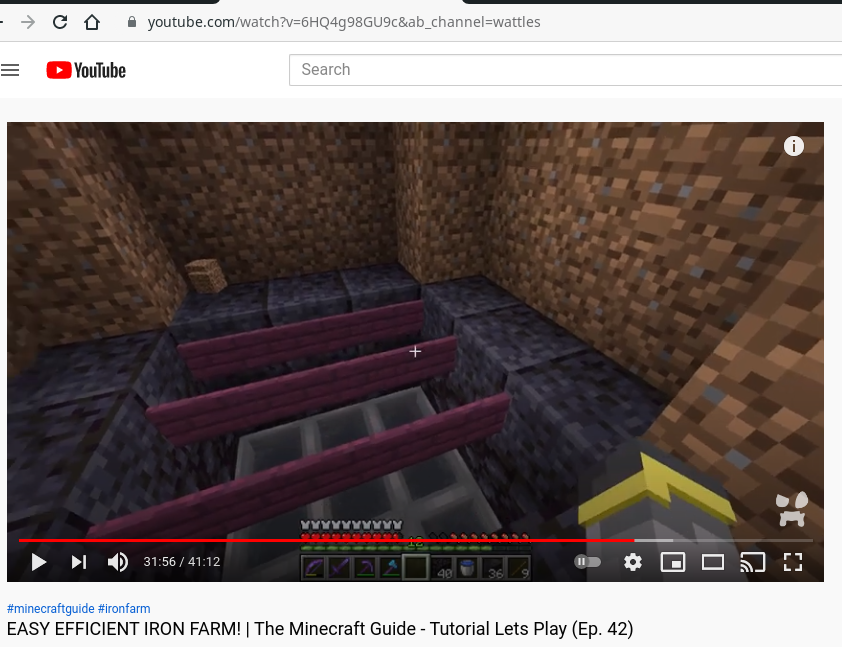 youtube.com/watch?v=6HQ4g98GU9c&ab_channel=wattles
YouTube
Search
12
40 36 9
31:56 / 41:12
#minecraftguide #ironfarm
EASY EFFICIENT IRON FARM! | The Minecraft Guide - Tutorial Lets Play (Ep. 42)